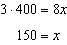 3 · 400 = 8x
150 = x